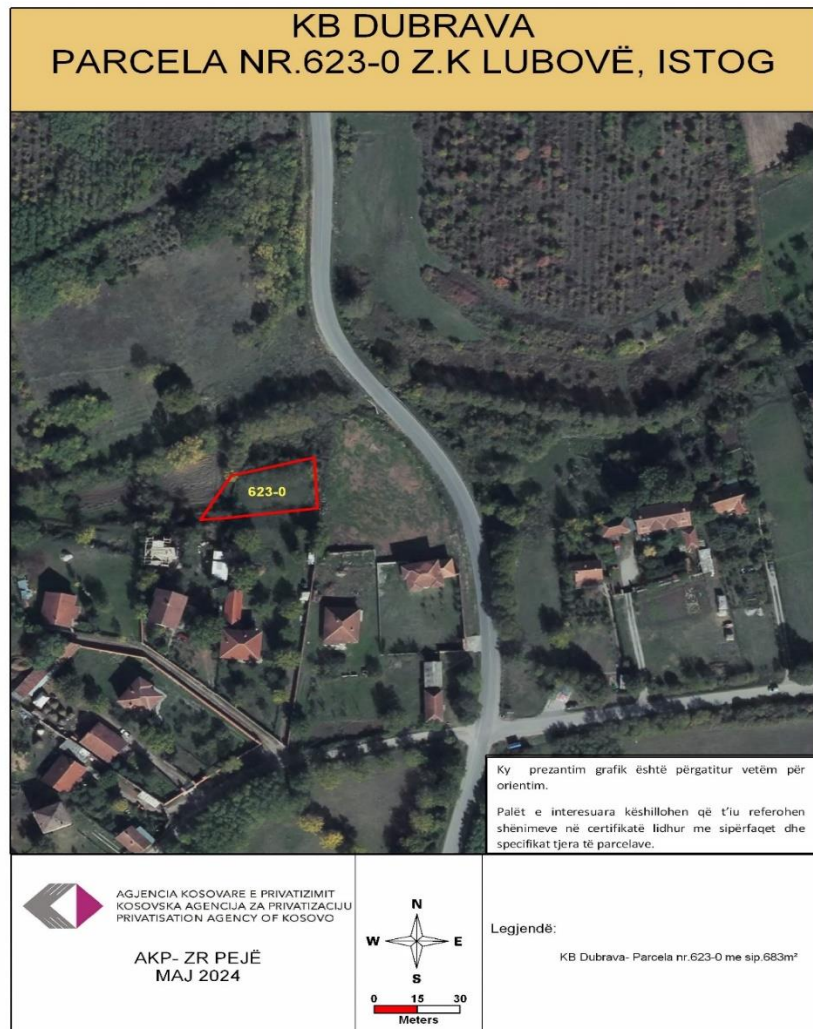 KB DUBRAVA
PARCELA NR.623-0 Z.K LUBOVË, ISTOG
623-0
Ky prezantim grafik është përgatitur vetëm për
orientim.
Palët e interesuara këshillohen që t'iu referohen
shënimeve në certifikatë lidhur me sipërfaqet dhe
specifikat tjera të parcelave.
AGJENCIA KOSOVARE E PRIVATIZIMIT
KOSOVSKA AGENCIJA ZA PRIVATIZACIJU
PRIVATISATION AGENCY OF KOSOVO
AKP- ZR PEJË
MAJ 2024
N
W E
S
0 15 30
Meters
Legjendë:
KB Dubrava- Parcela nr.623-0 me sip.683m²